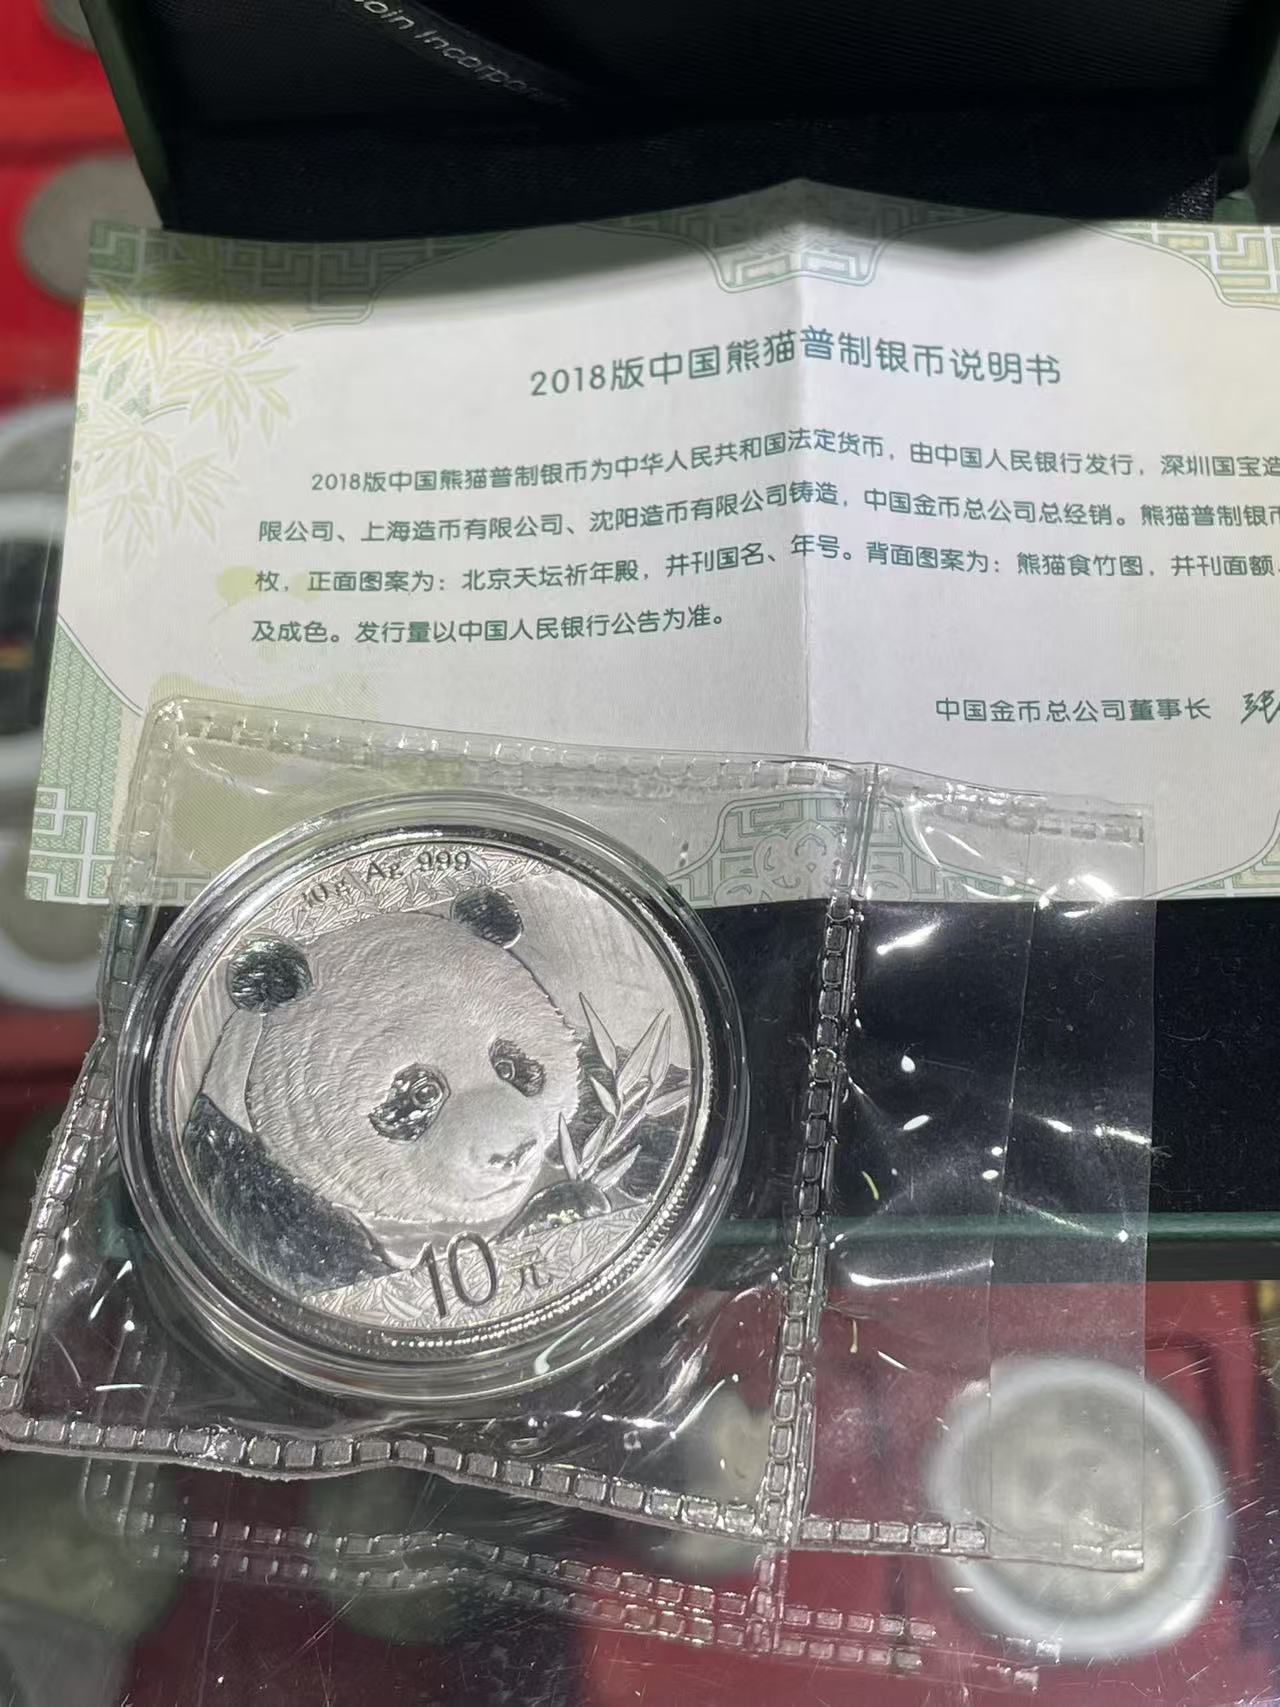 oin Incorpor
2018版中国熊猫普制银币说明书
2018版中国熊猫普制银币为中华人民共和国法定货币，由中国人民银行发行，深圳国宝造
限公司、上海造币有限公司、沈阳造币有限公司铸造，中国金币总公司总经销。熊猫普制银币
枚，正面图案为：北京天坛祈年殿，并刊国名、年号。背面图案为：熊猫食竹图，并刊面额、
及成色。发行量以中国人民银行公告为准。
中国金币总公司董事长
Ag 999
10元